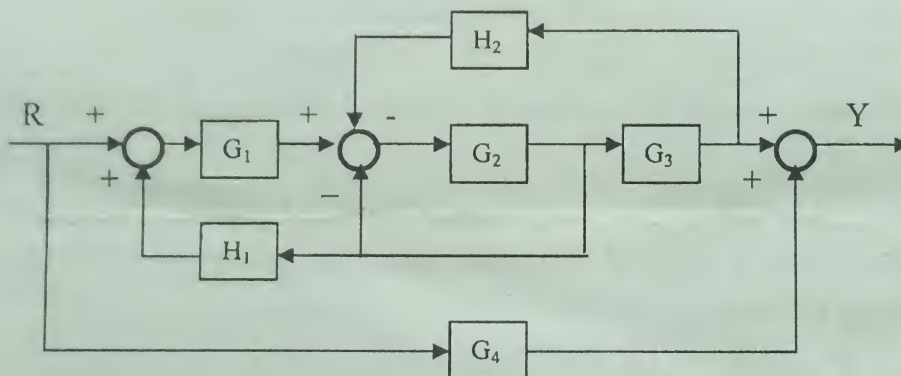 H₂
R + + - + Y
G₁ G₂ G₃
+ − +
H₁
G₄